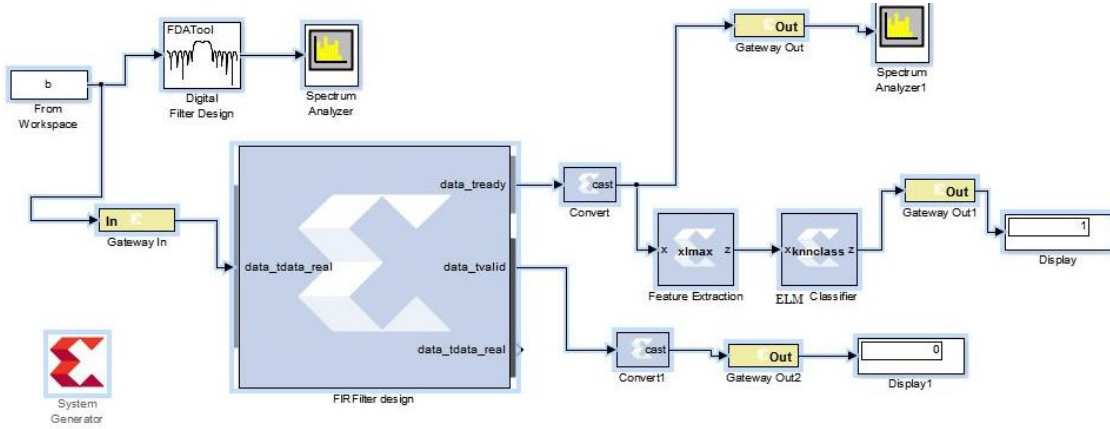 FDATool
Digital
Filter Design
Spectrum
Analyzer
b
From
Workspace
Out
Gateway Out
Spectrum
Analyzer1
In
Gateway In
data_tdata_real
data_tready
data_tvalid
data_tdata_real
FIRFilter design
cast
Convert
x xlmax z
Feature Extraction
x knnclass z
ELM Classifier
Out
Gateway Out1
1
Display
cast
Convert1
Out
Gateway Out2
0
Display1
System
Generator